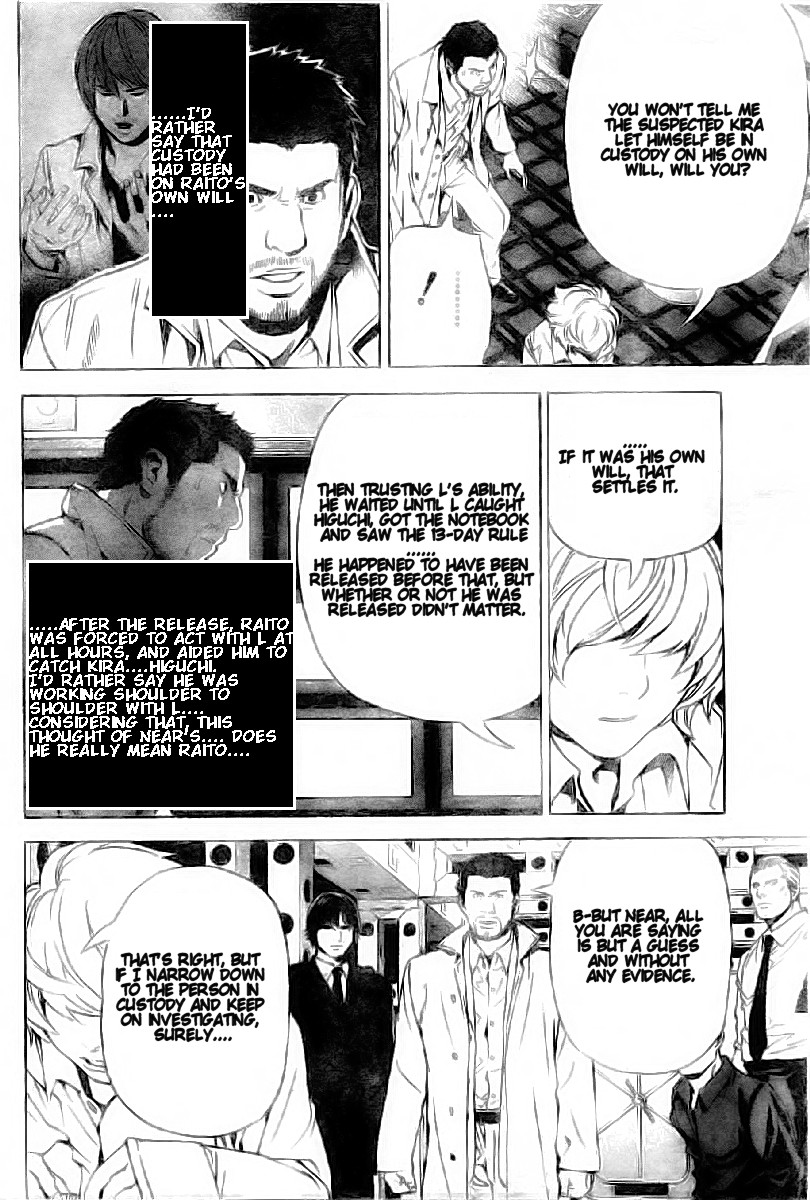 YOU WON'T TELL ME
THE SUSPECTED KIRA
LET HIMSELF BE IN
CUSTODY ON HIS OWN
WILL, WILL YOU?
.........!
......I'D
RATHER
SAY THAT
CUSTODY
HAD BEEN
ON RAITO'S
OWN WILL
....
.....
IF IT WAS HIS OWN
WILL, THAT
SETTLES IT.
THEN TRUSTING L'S ABILITY,
HE WAITED UNTIL L CAUGHT
HIGUCHI, GOT THE NOTEBOOK
AND SAW THE 13-DAY RULE
......
HE HAPPENED TO HAVE BEEN
RELEASED BEFORE THAT, BUT
WHETHER OR NOT HE WAS
RELEASED DIDN'T MATTER.
.....AFTER THE RELEASE, RAITO
WAS FORCED TO ACT WITH L AT
ALL HOURS, AND AIDED HIM TO
CATCH KIRA....HIGUCHI.
I'D RATHER SAY HE WAS
WORKING SHOULDER TO
SHOULDER WITH L....
CONSIDERING THAT, THIS
THOUGHT OF NEAR'S.... DOES
HE REALLY MEAN RAITO....
B-BUT NEAR, ALL
YOU ARE SAYING
IS BUT A GUESS
AND WITHOUT
ANY EVIDENCE.
THAT'S RIGHT, BUT
IF I NARROW DOWN
TO THE PERSON IN
CUSTODY AND KEEP
ON INVESTIGATING,
SURELY....